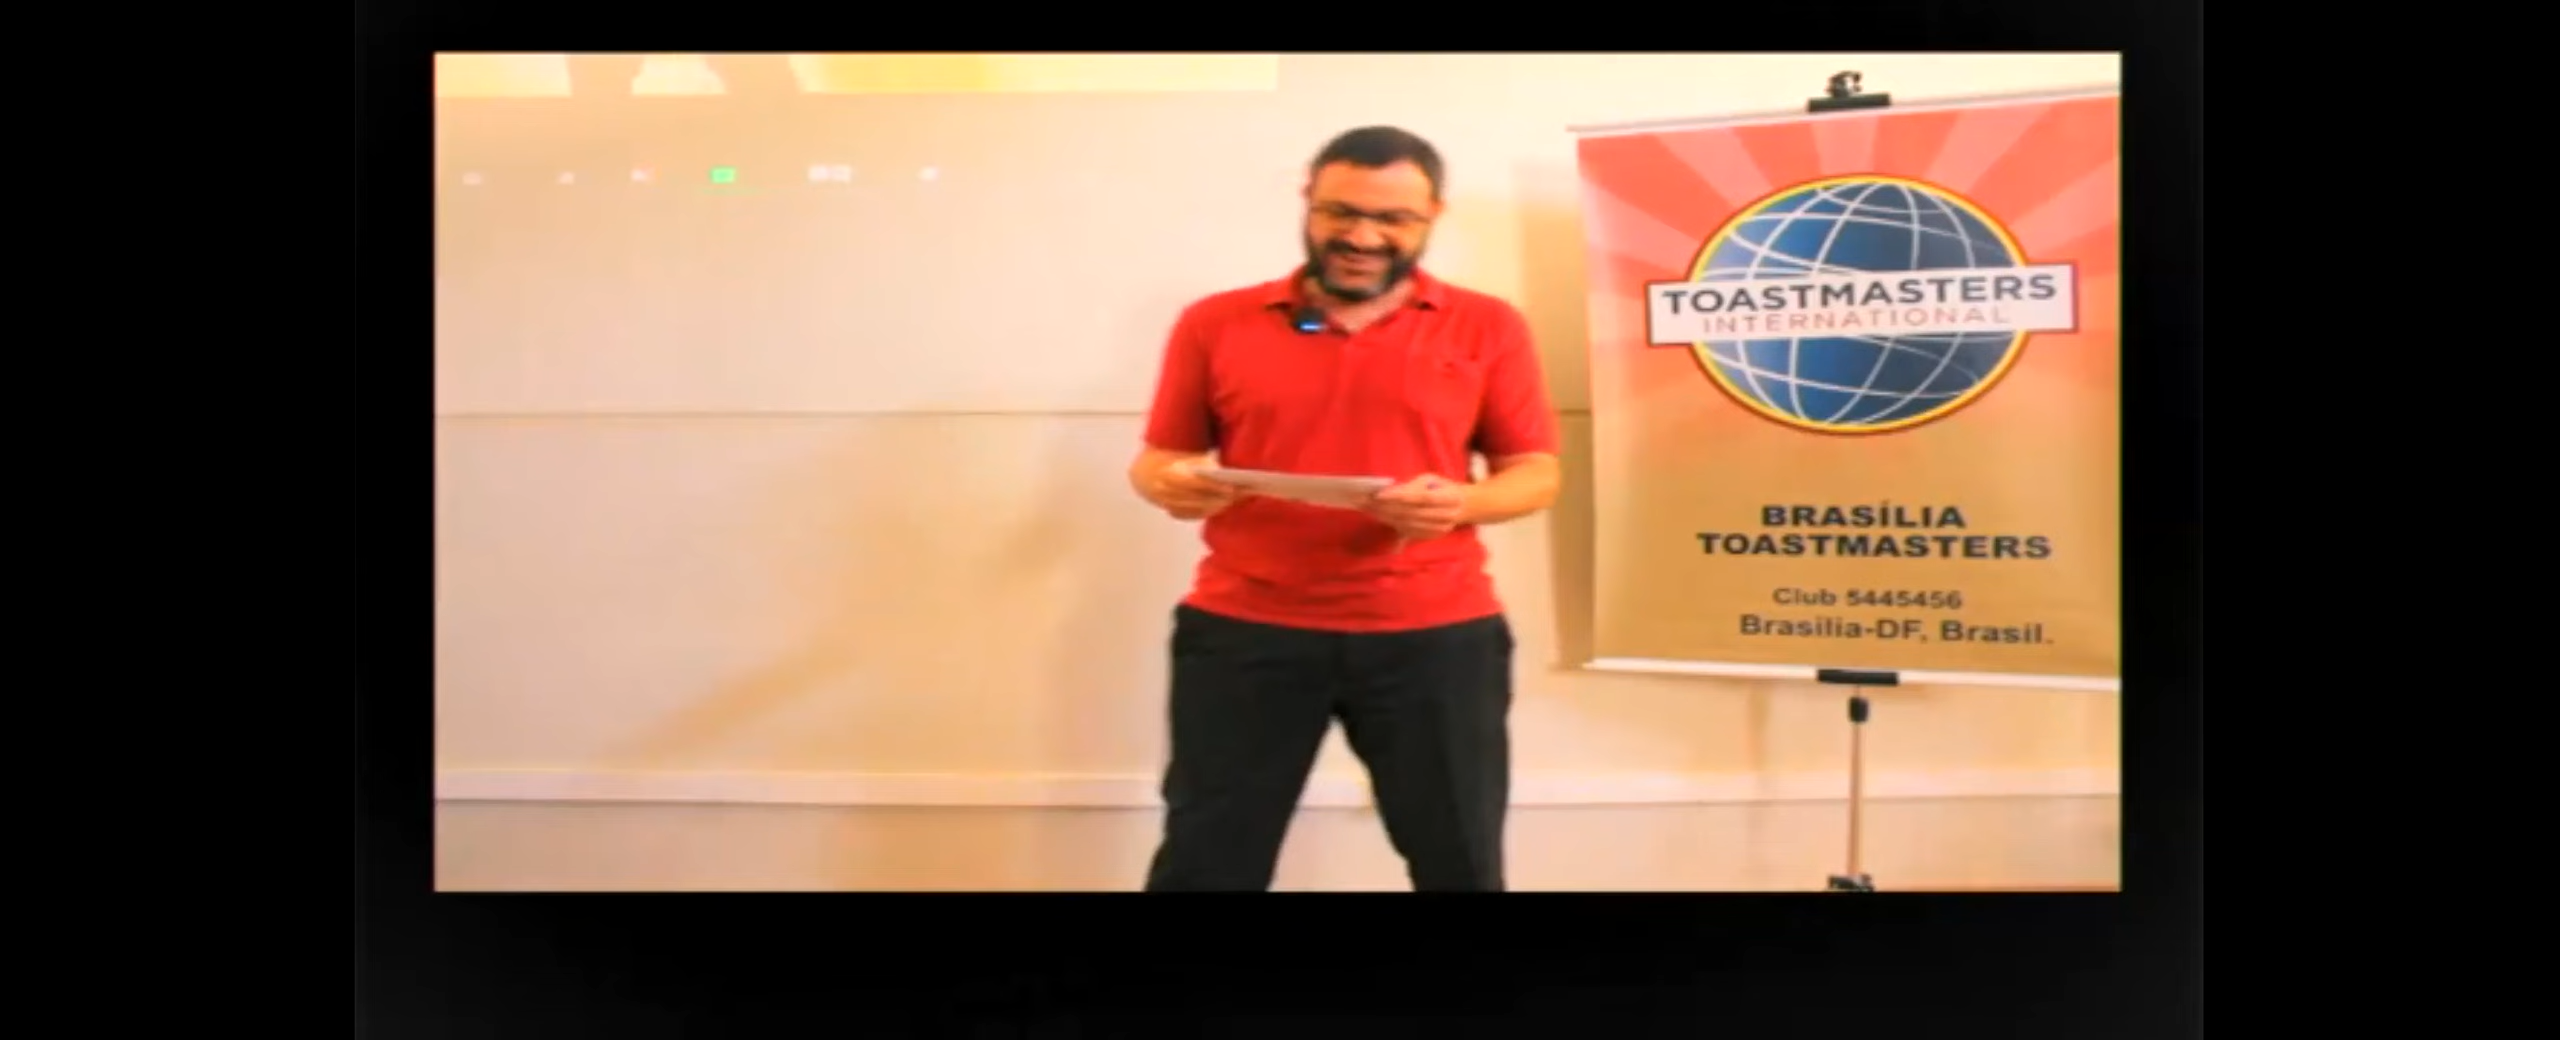 TOASTMASTERS
INTERNATIONAL
BRASÍLIA
TOASTMASTERS
Club 5445456
Brasilia-DF, Brasil.